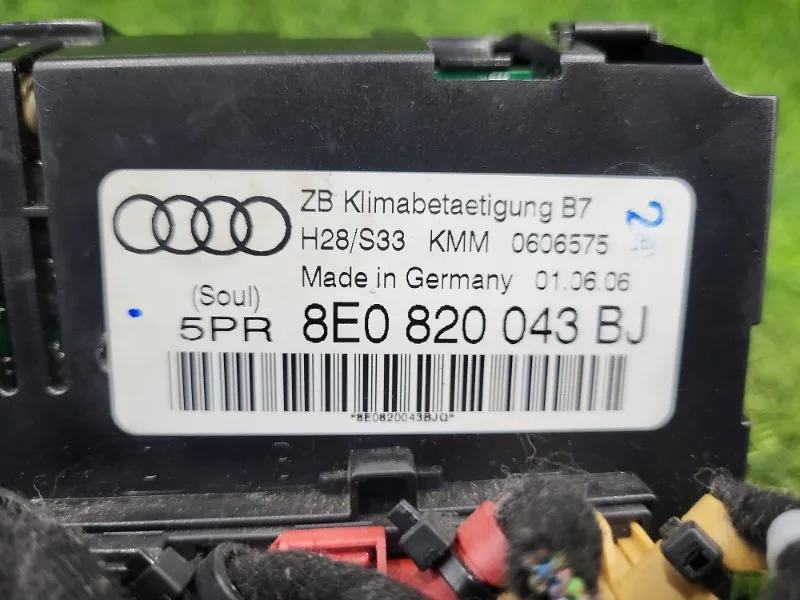 ZB Klimabetaetigung B7
H28/S33 KMM 0606575
Made in Germany 01.06.06
(Soul)
5PR 8E0 820 043 BJ
*8E0820043BJQ*
2